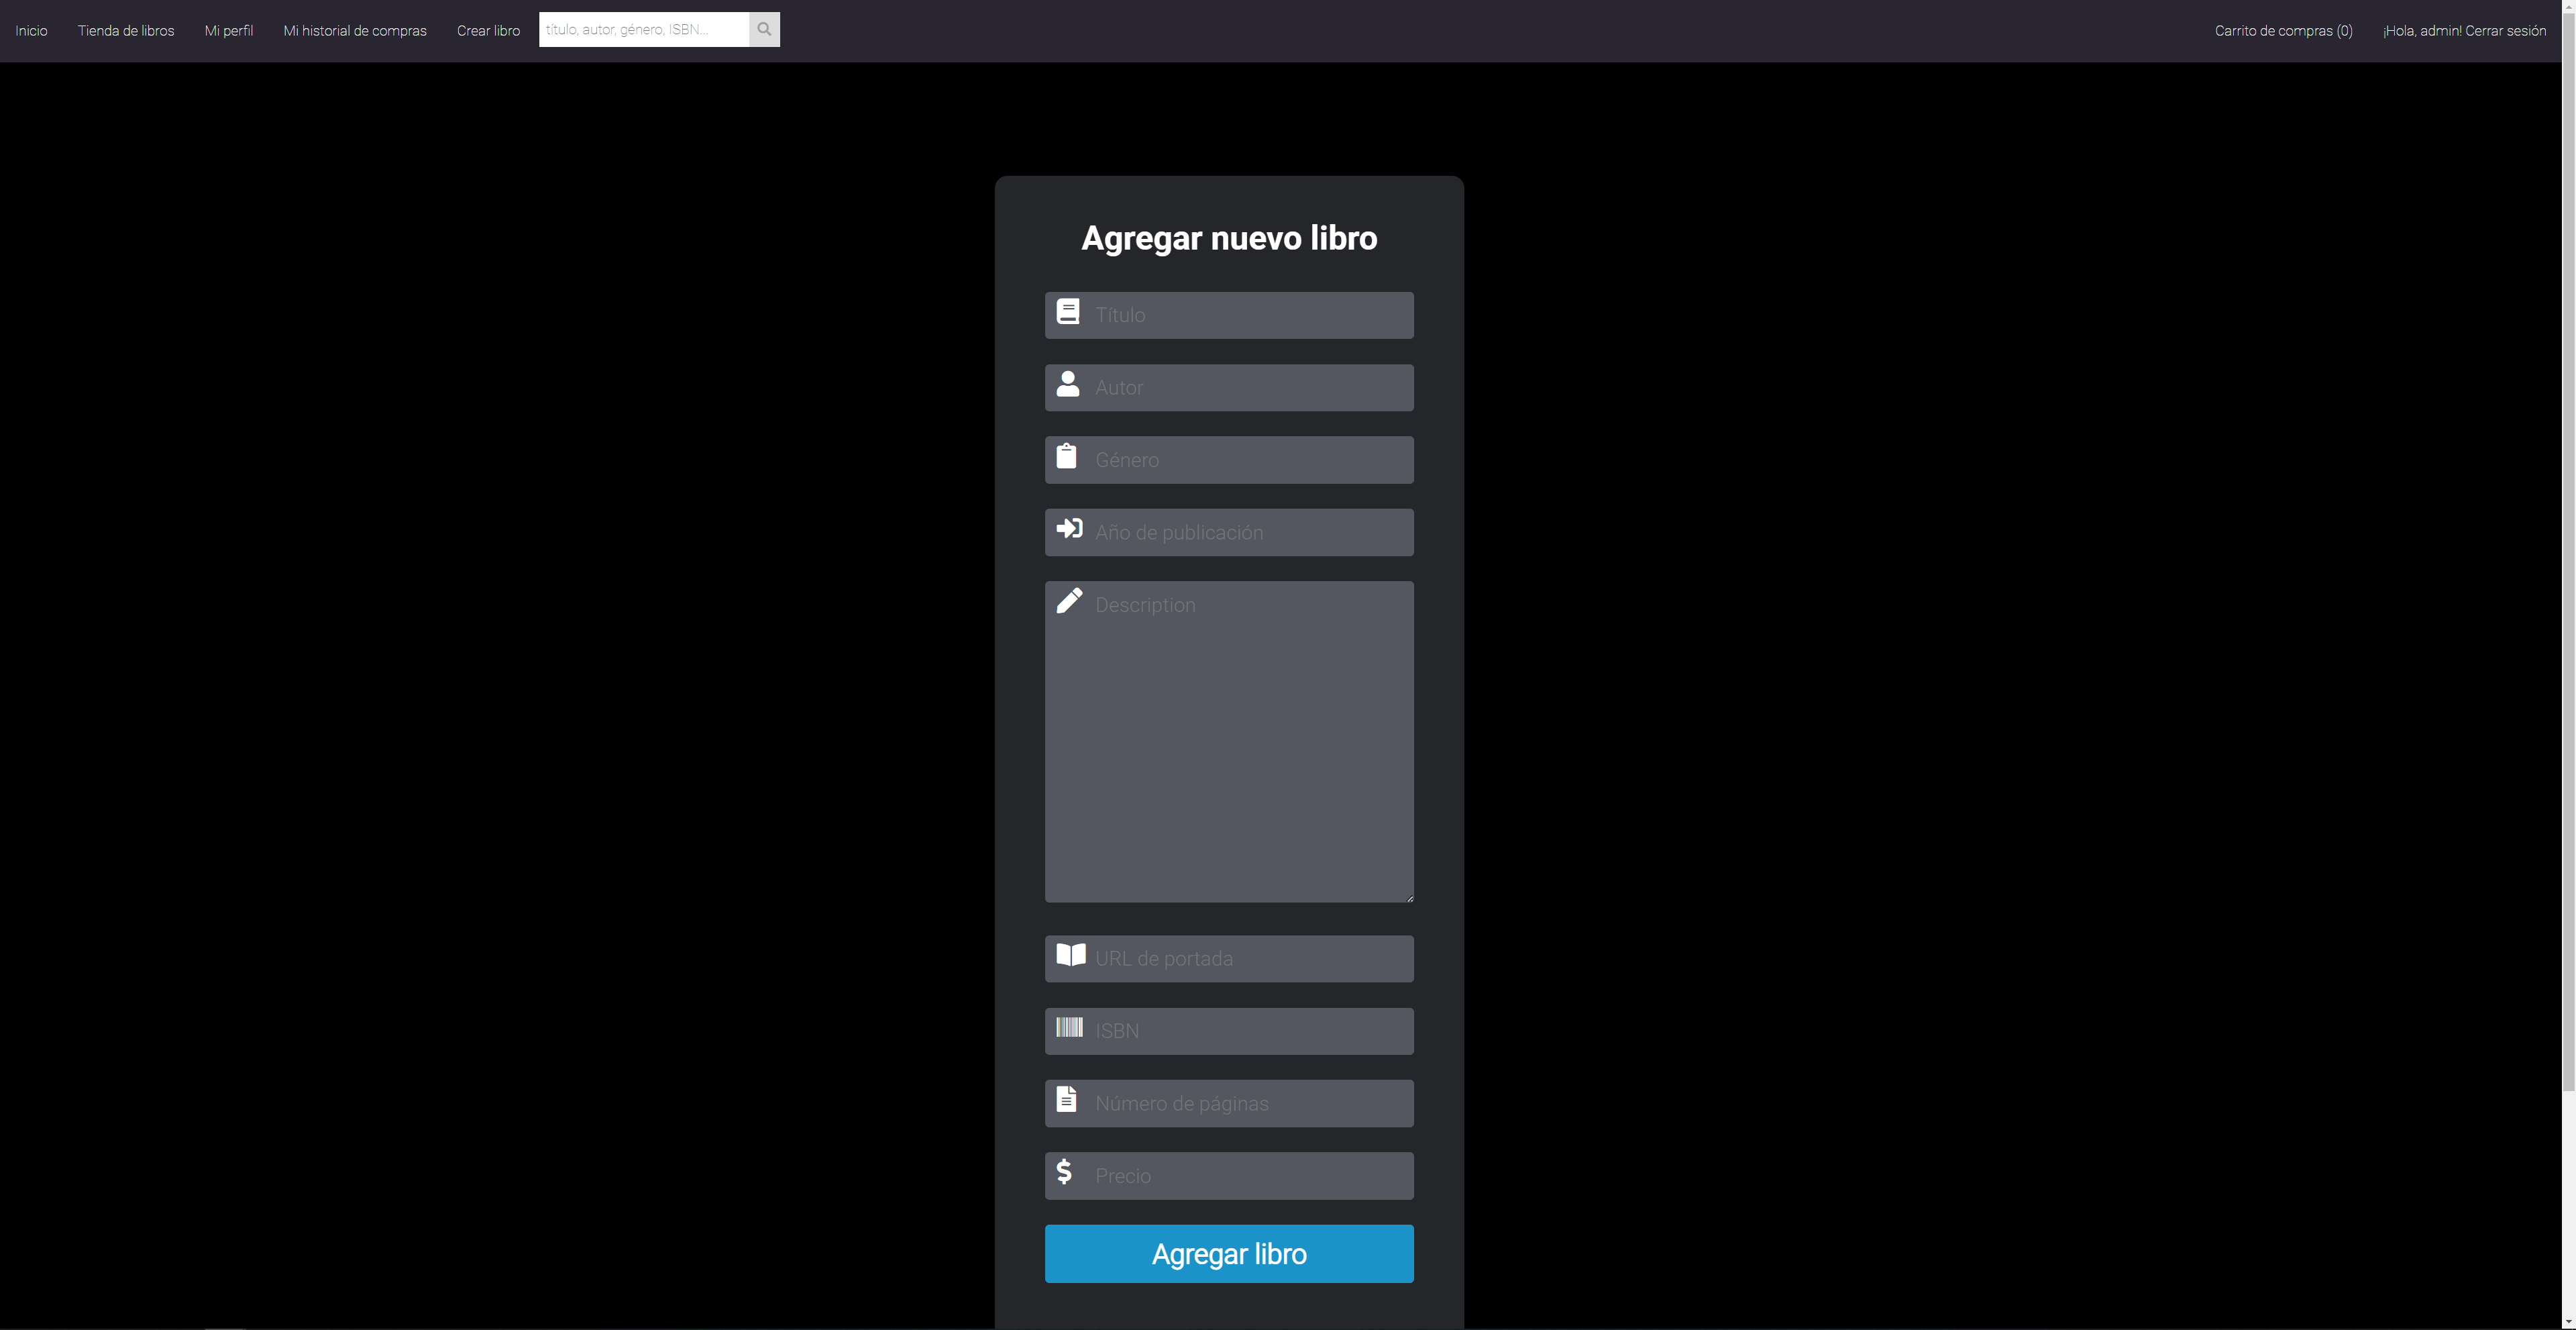 Inicio
Tienda de libros
Mi perfil
Mi historial de compras
Crear libro
título, autor, género, ISBN...
Carrito de compras (0)
¡Hola, admin! Cerrar sesión
Agregar nuevo libro
Título
Autor
Género
Año de publicación
Description
URL de portada
ISBN
Número de páginas
Precio
Agregar libro